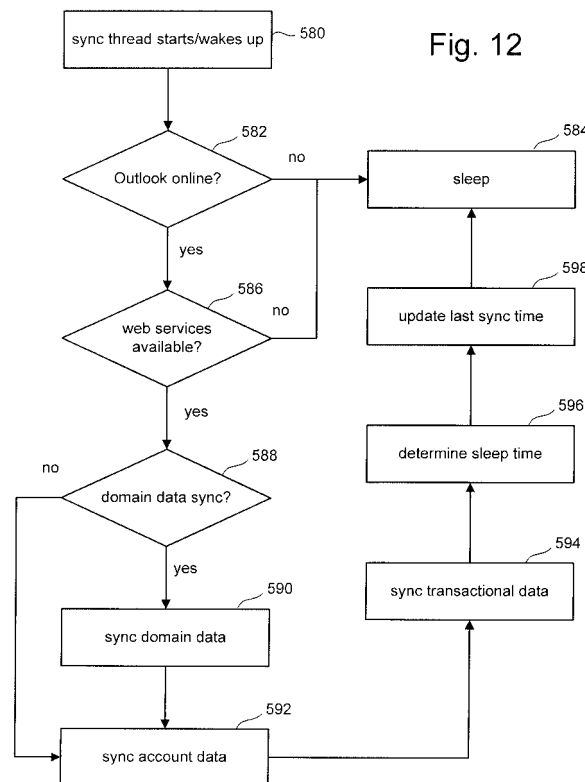 sync thread starts/wakes up
580
Fig. 12
582
Outlook online?
no
584
sleep
yes
586
web services
available?
no
598
update last sync time
yes
588
no
domain data sync?
596
determine sleep time
yes
590
sync domain data
594
sync transactional data
592
sync account data